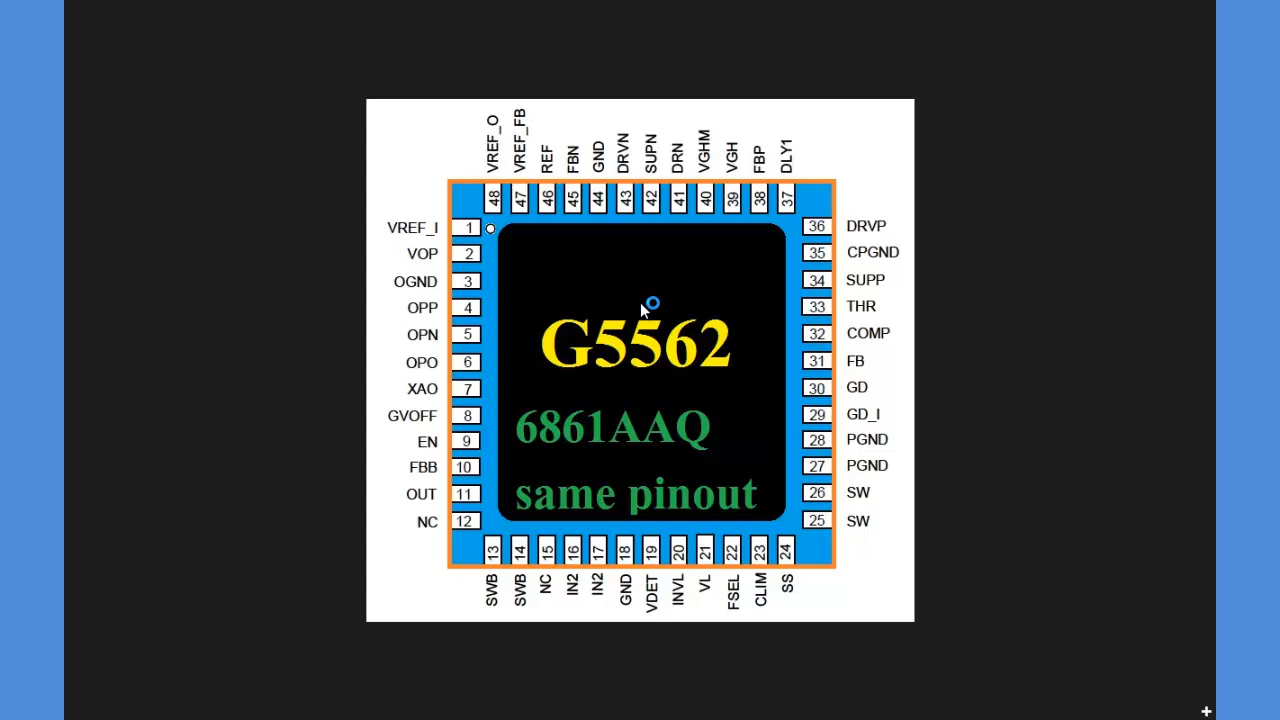 VREF_O VREF_FB REF FBN GND DRVN SUPN DRN VGHM VGH FBP DLY1
48 47 46 45 44 43 42 41 40 39 38 37
VREF_I 1
VOP 2
OGND 3
OPP 4
OPN 5
OPO 6
XAO 7
GVOFF 8
EN 9
FBB 10
OUT 11
NC 12
G5562
6861AAQ
same pinout
36 DRVP
35 CPGND
34 SUPP
33 THR
32 COMP
31 FB
30 GD
29 GD_I
28 PGND
27 PGND
26 SW
25 SW
13 14 15 16 17 18 19 20 21 22 23 24
SWB SWB NC IN2 IN2 GND VDET INVL VL FSEL CLIM SS